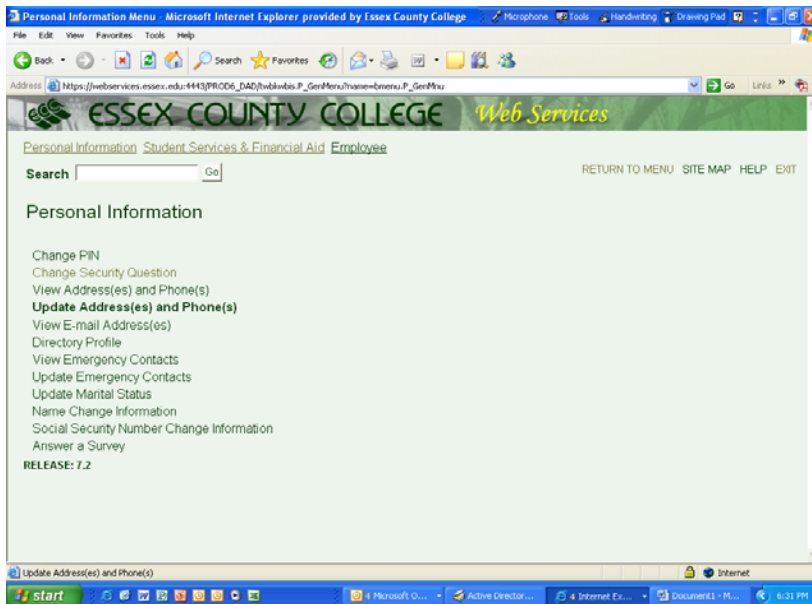 Personal Information Menu - Microsoft Internet Explorer provided by Essex County College
Microphone Tools Handwriting Drawing Pad
File Edit View Favorites Tools Help
Back Search Favorites
Address https://webservices.essex.edu:4443/PROD6_DAD/twbkwbis.P_GenMenu?name=bmenu.P_GenMnu Go Links »
ECC ESSEX COUNTY COLLEGE Web Services
Personal Information Student Services & Financial Aid Employee
Search Go RETURN TO MENU SITE MAP HELP EXIT
Personal Information
Change PIN
Change Security Question
View Address(es) and Phone(s)
Update Address(es) and Phone(s)
View E-mail Address(es)
Directory Profile
View Emergency Contacts
Update Emergency Contacts
Update Marital Status
Name Change Information
Social Security Number Change Information
Answer a Survey
RELEASE: 7.2
Update Address(es) and Phone(s) Internet
start 4 Microsoft O... Active Director... 4 Internet Ex... Document1 - M... 6:31 PM